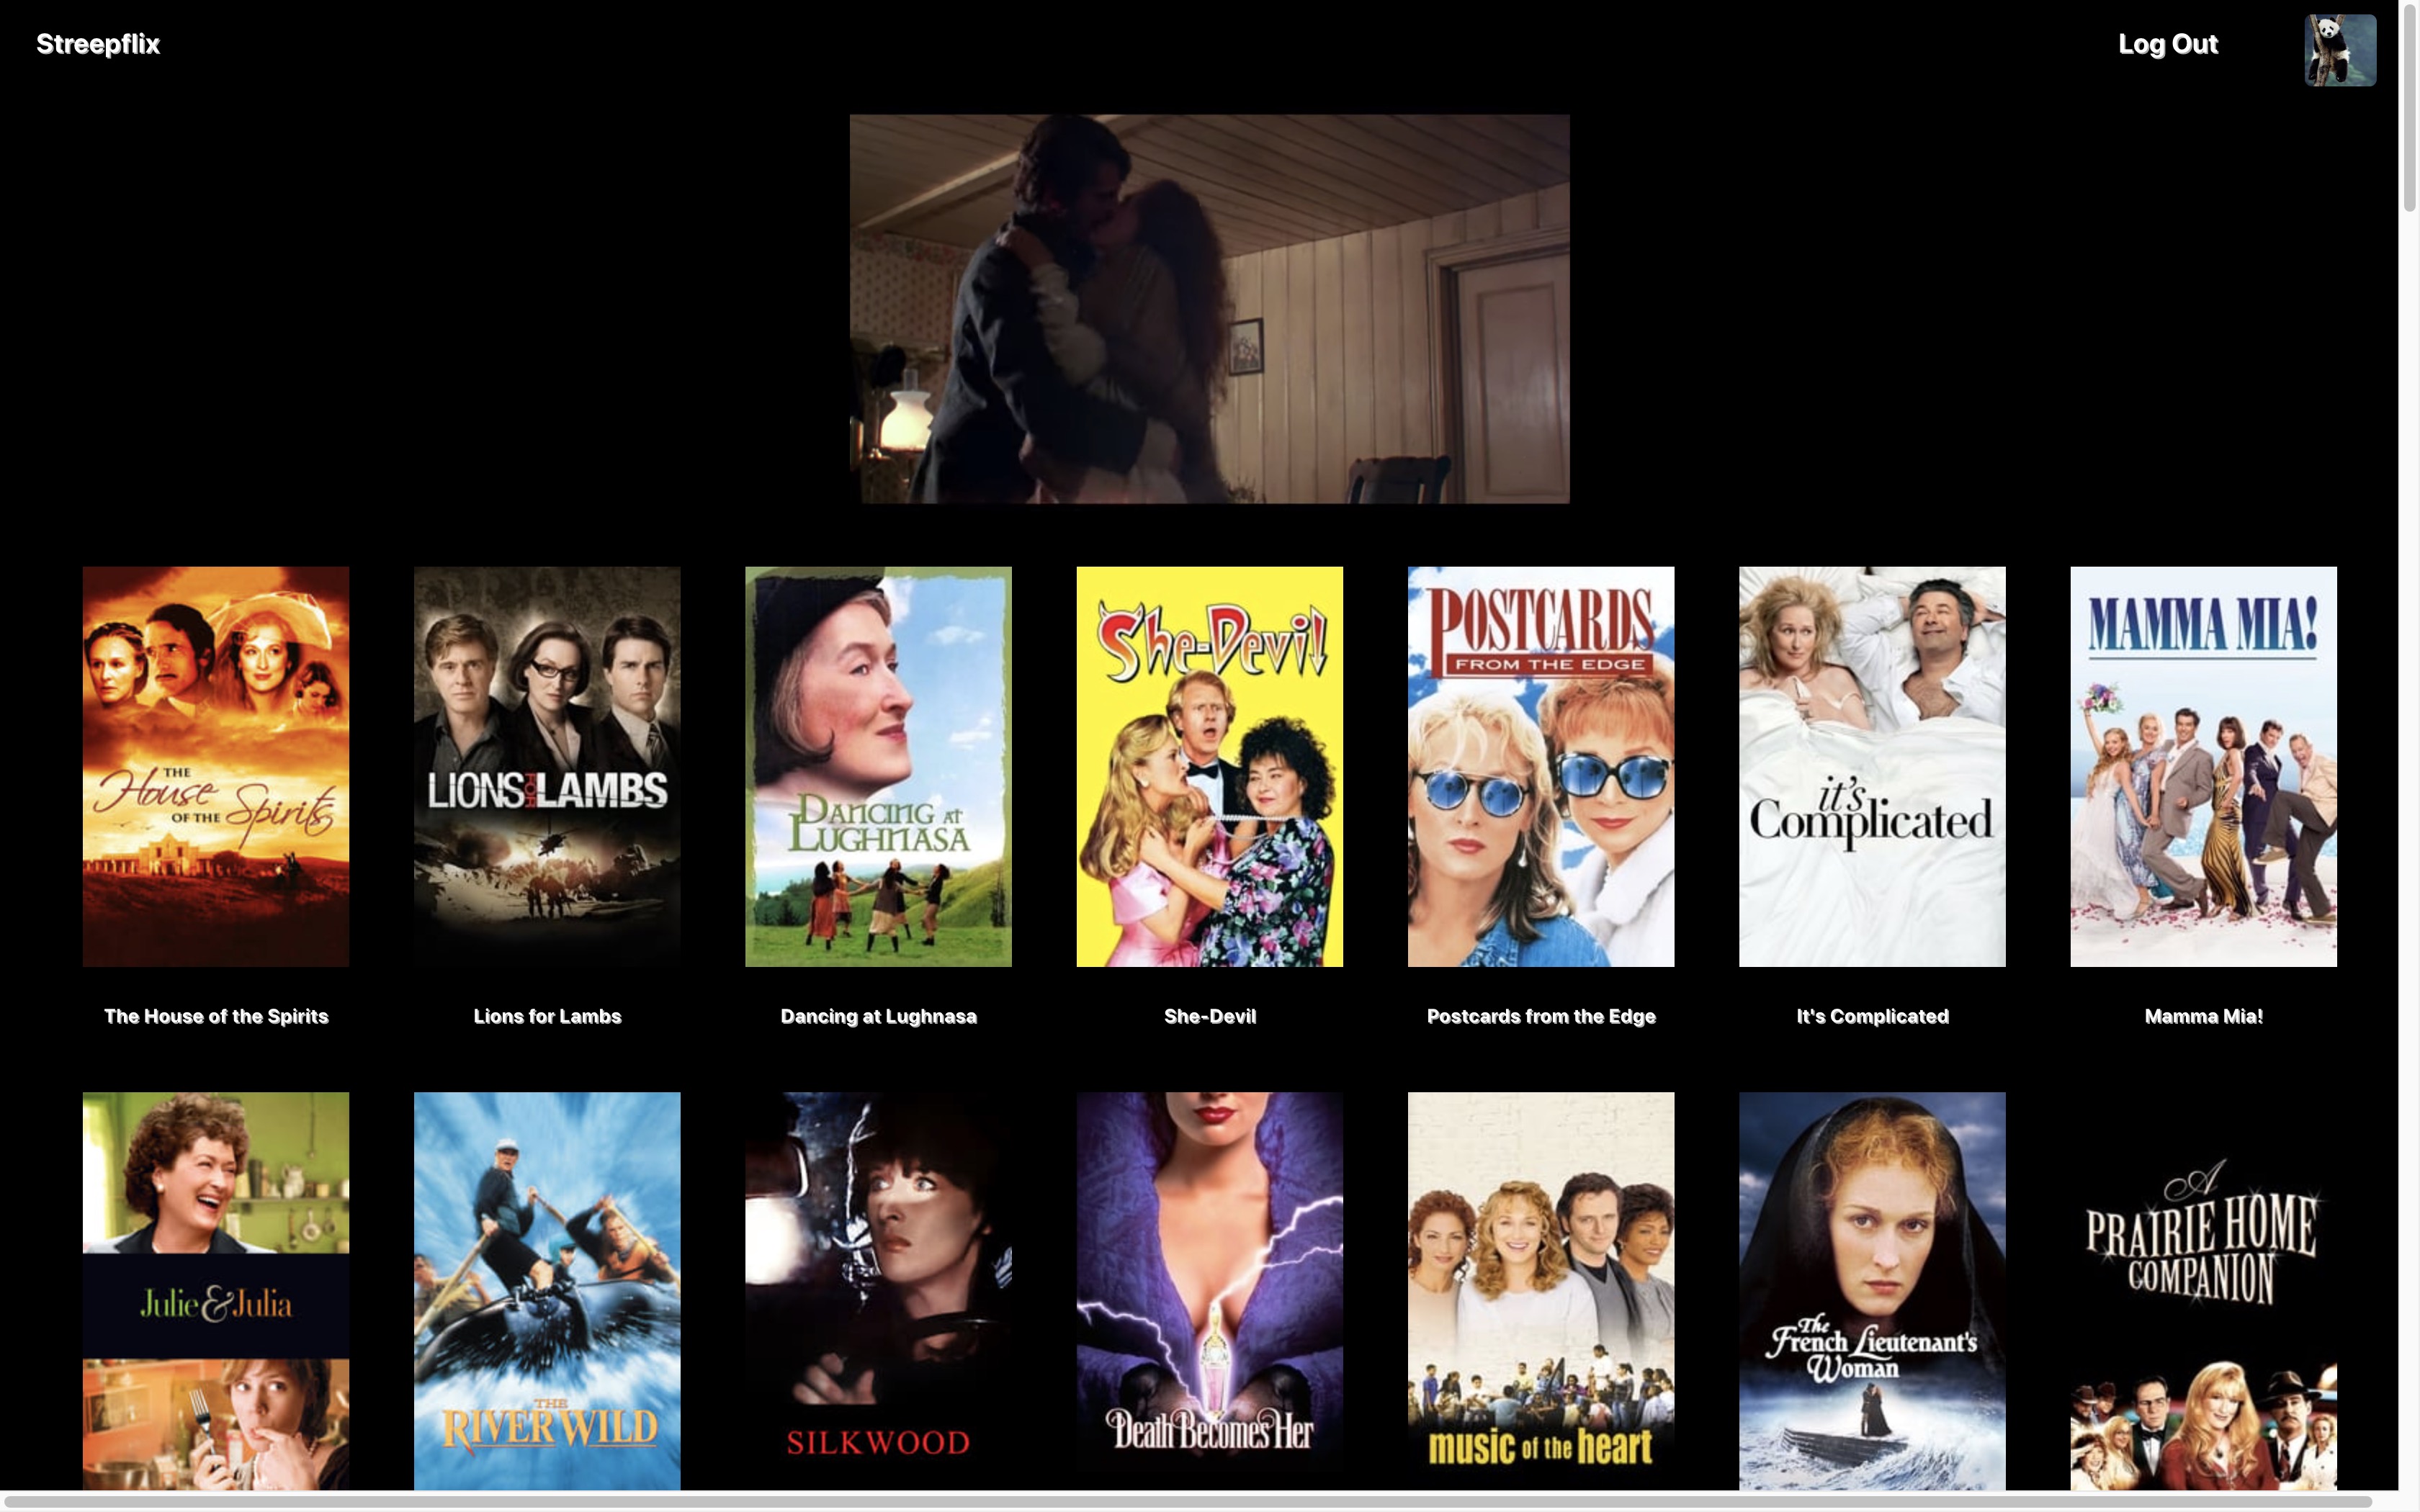 Streepflix
Log Out
THE
House
OF THE Spirits
LIONS FOR LAMBS
DANCING AT
LUGHNASA
She-Devil
POSTCARDS
FROM THE EDGE
it's
Complicated
MAMMA MIA!
The House of the Spirits
Lions for Lambs
Dancing at Lughnasa
She-Devil
Postcards from the Edge
It's Complicated
Mamma Mia!
Julie & Julia
THE
RIVER WILD
SILKWOOD
Death Becomes Her
music of the heart
The
French Lieutenant's
Woman
A
PRAIRIE HOME
COMPANION